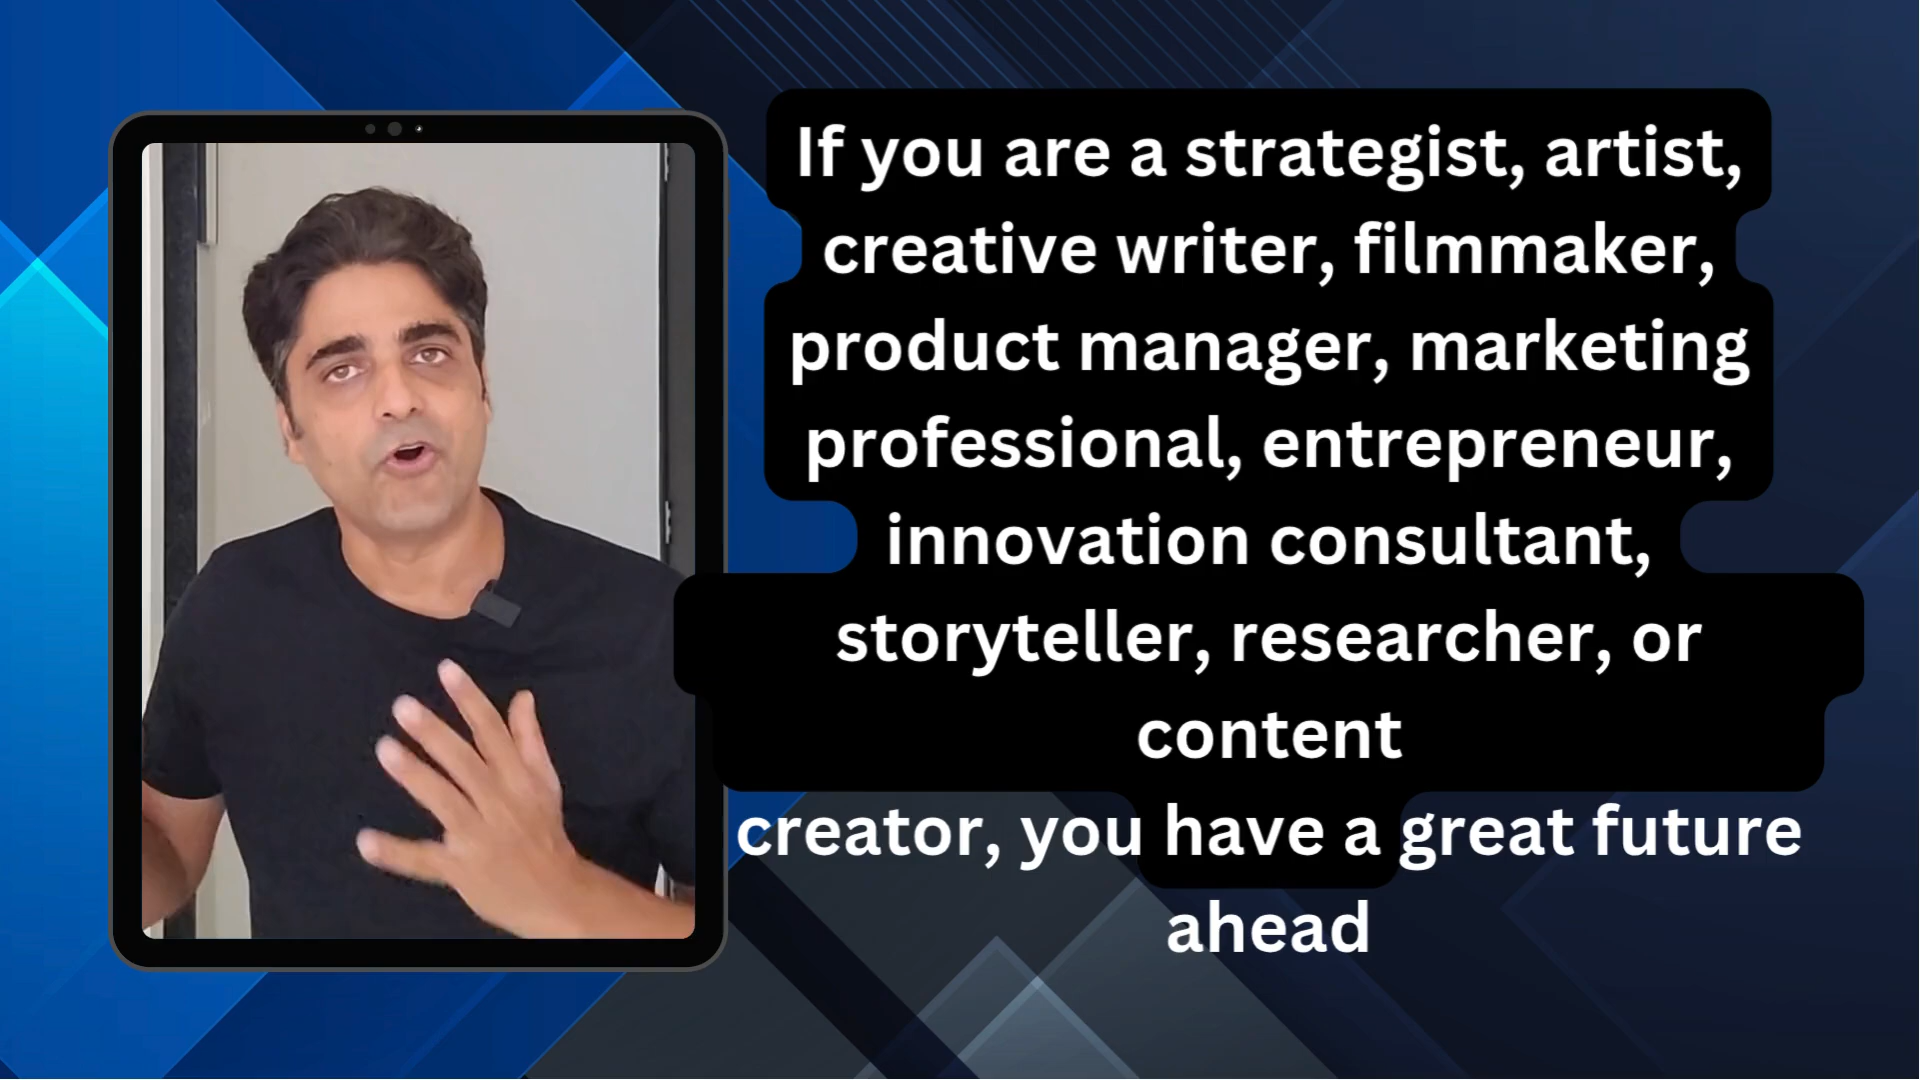 If you are a strategist, artist,
creative writer, filmmaker,
product manager, marketing
professional, entrepreneur,
innovation consultant,
storyteller, researcher, or
content
creator, you have a great future
ahead